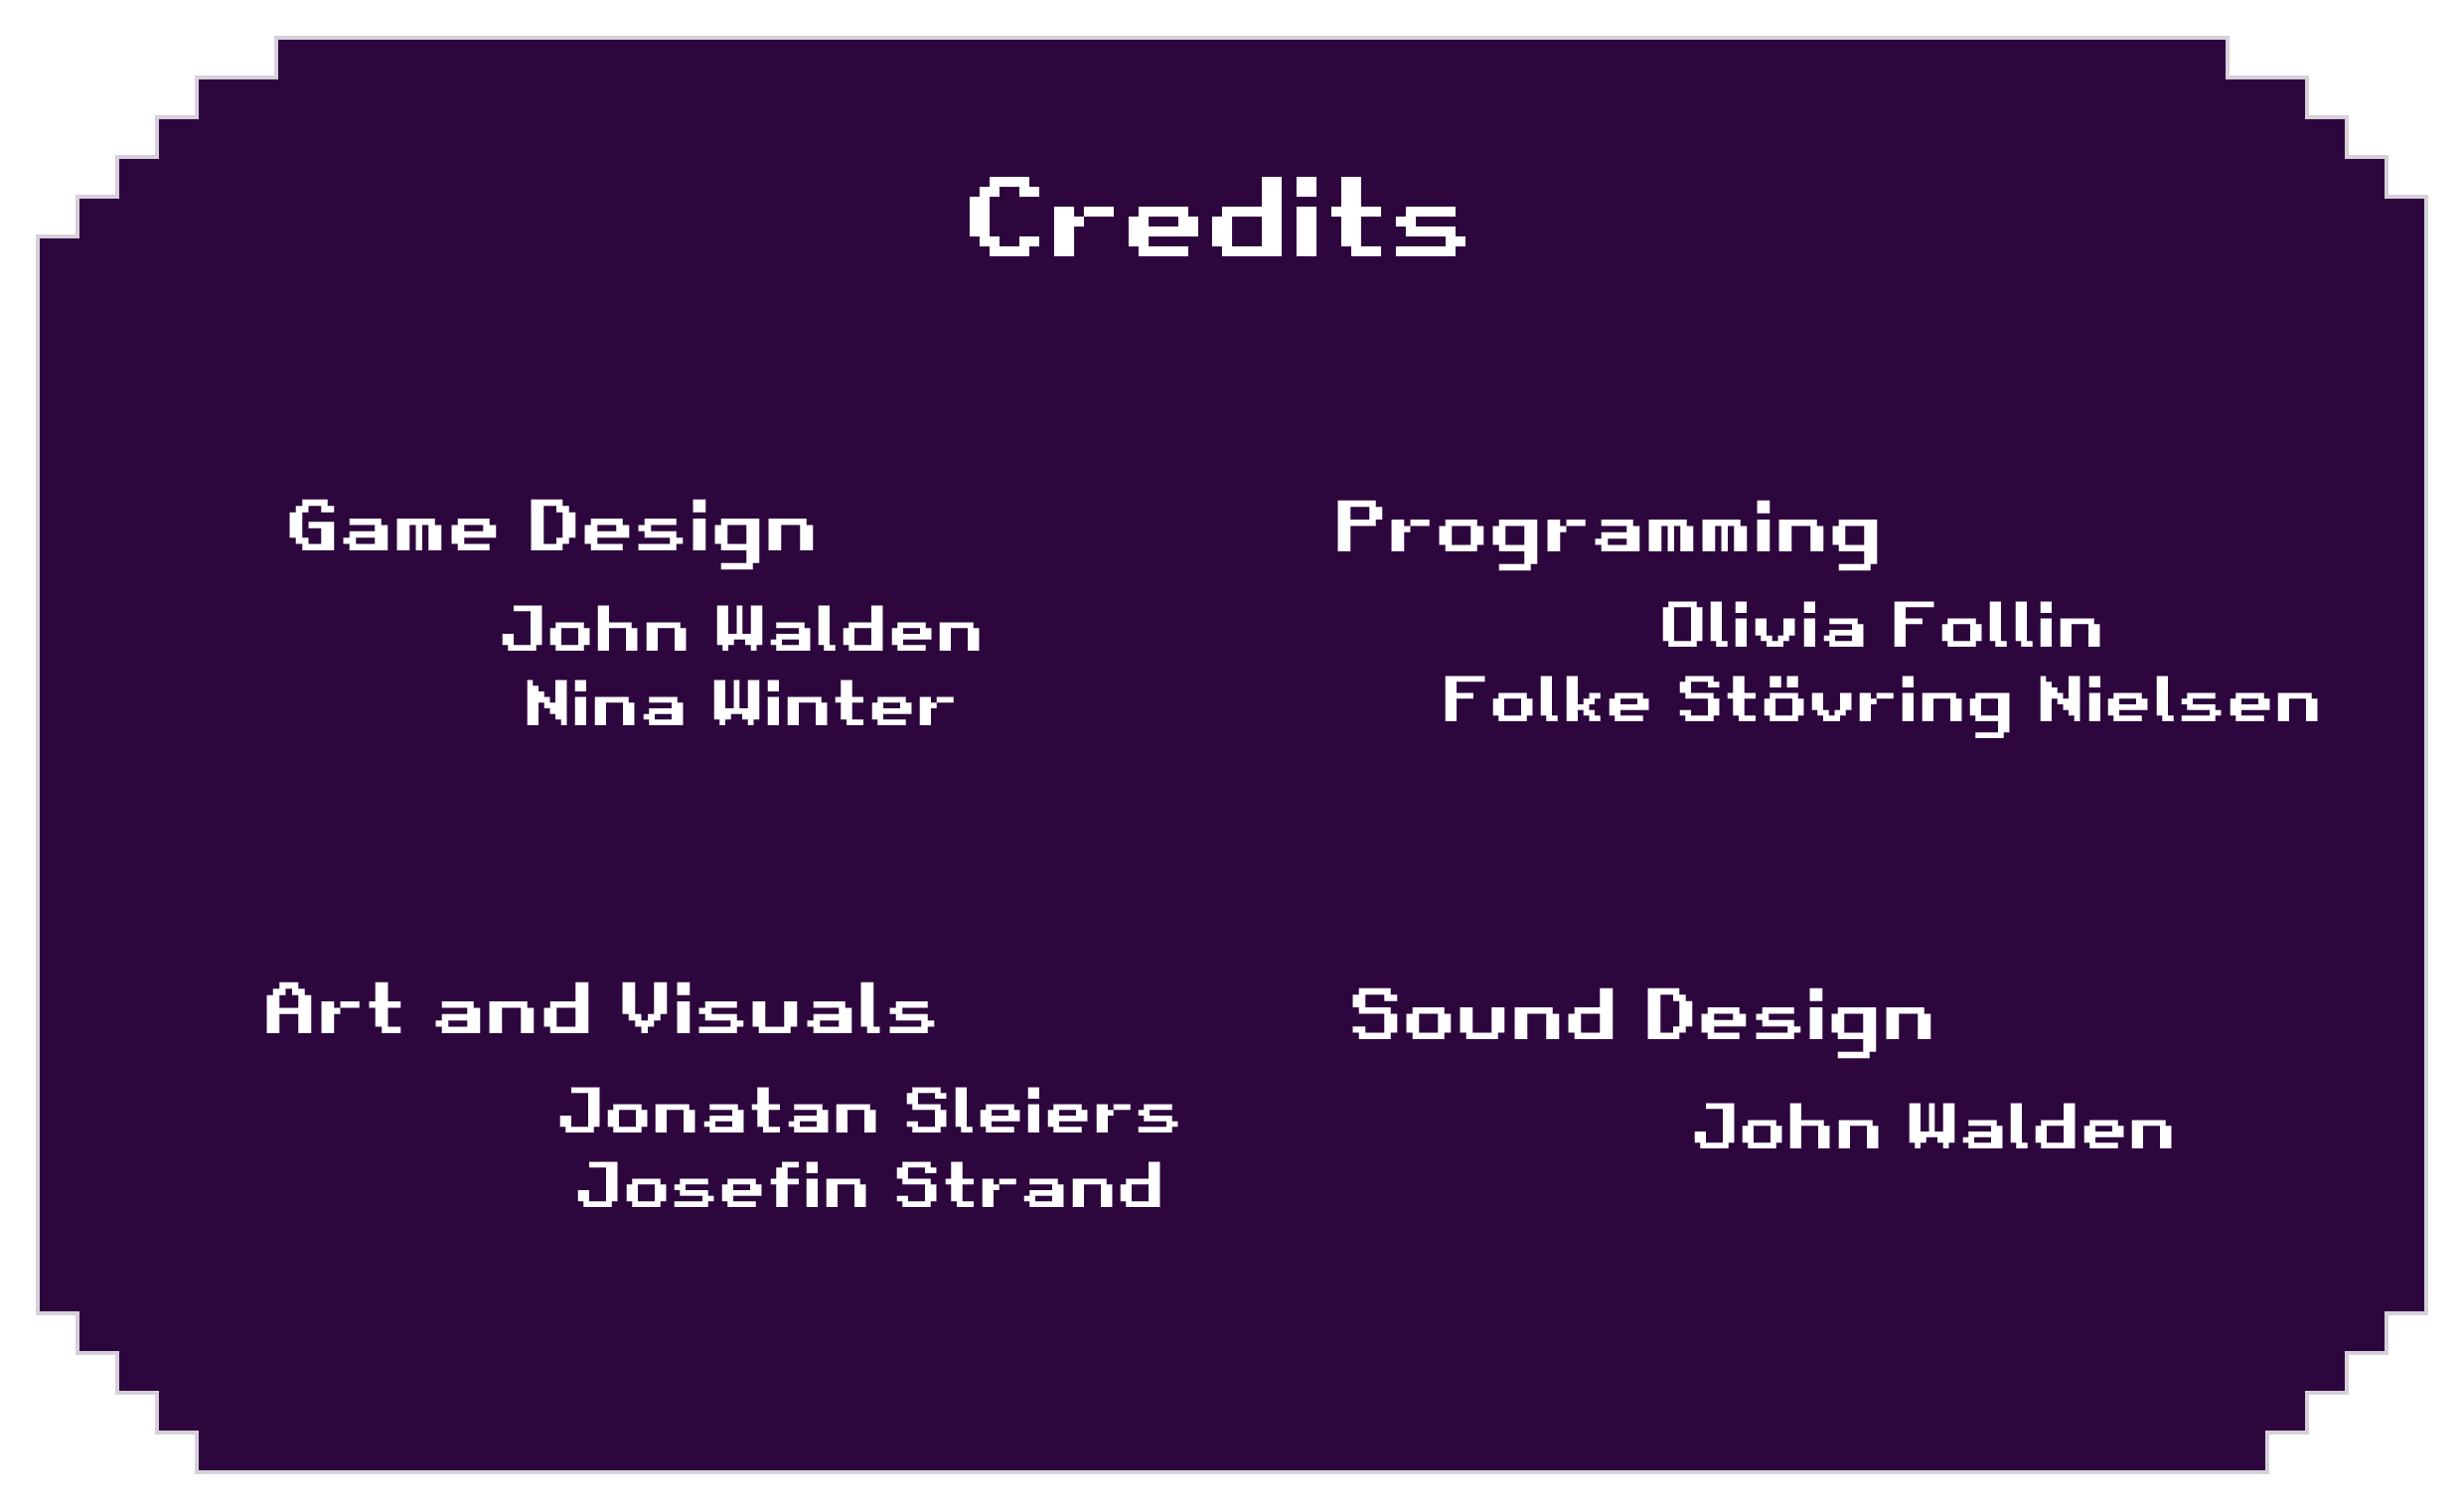 Credits
Game Design
John Walden
Nina Winter
Programming
Olivia Follin
Folke Stövring Nielsen
Art and Visuals
Jonatan Sleiers
Josefin Strand
Sound Design
John Walden